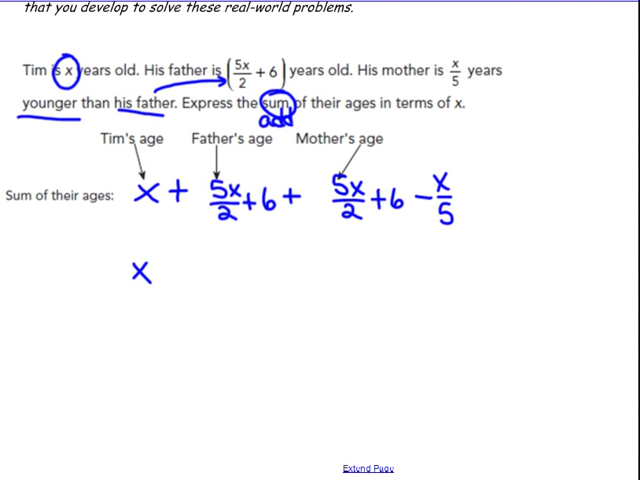 that you develop to solve these real-world problems.
Tim is x years old. His father is (5x/2 + 6) years old. His mother is x/5 years
younger than his father. Express the sum of their ages in terms of x.
add
Tim's age Father's age Mother's age
Sum of their ages: x + 5x/2 + 6 + 5x/2 + 6 - x/5
x
Extend Page